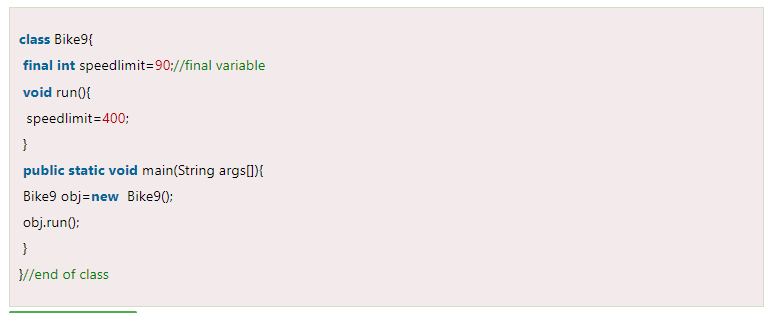 class Bike9{
final int speedlimit=90;//final variable
void run(){
speedlimit=400;
}
public static void main(String args[]){
Bike9 obj=new  Bike9();
obj.run();
}
}//end of class